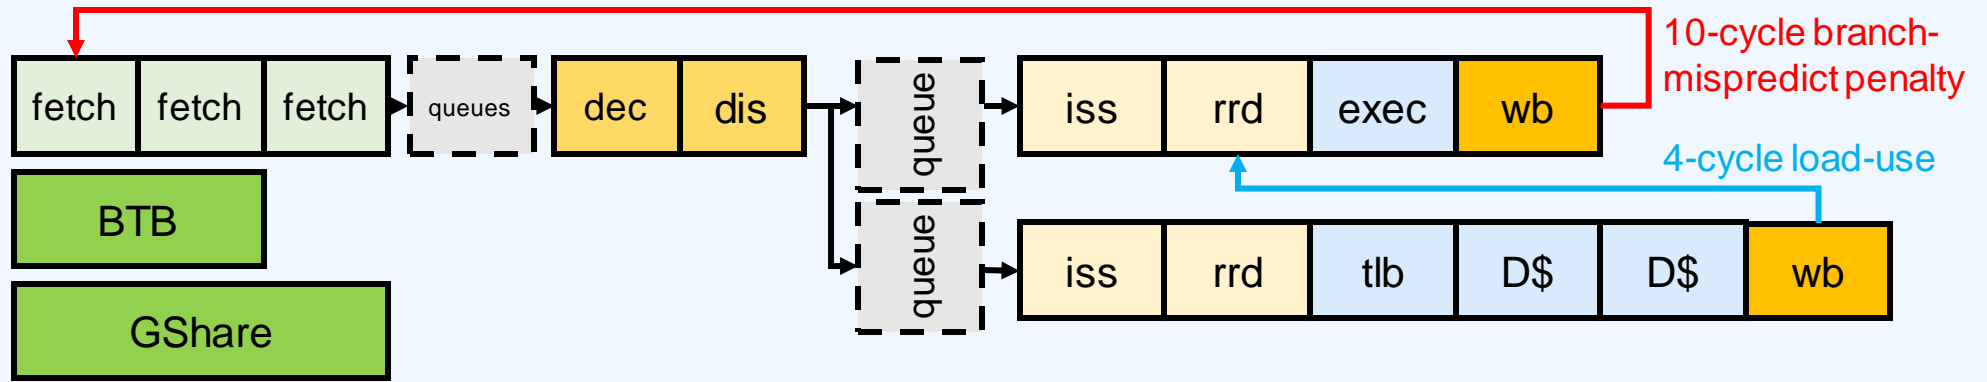 10-cycle branch-
mispredict penalty
fetch fetch fetch queues dec dis queue iss rrd exec wb
4-cycle load-use
BTB
queue iss rrd tlb D$ D$ wb
GShare